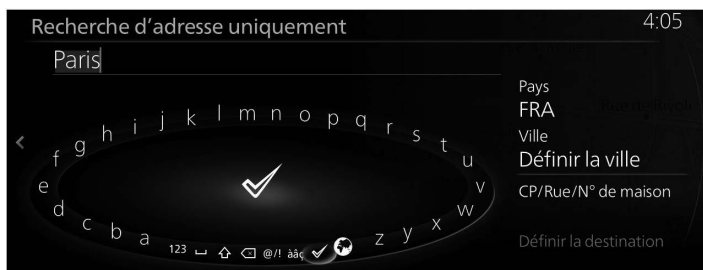 Recherche d'adresse uniquement
4:05
Paris
a b c d e f g h i j k l m n o p q r s t u v w x y z
123 @/! àâç
Pays
FRA
Ville
Définir la ville
CP/Rue/N° de maison
Définir la destination